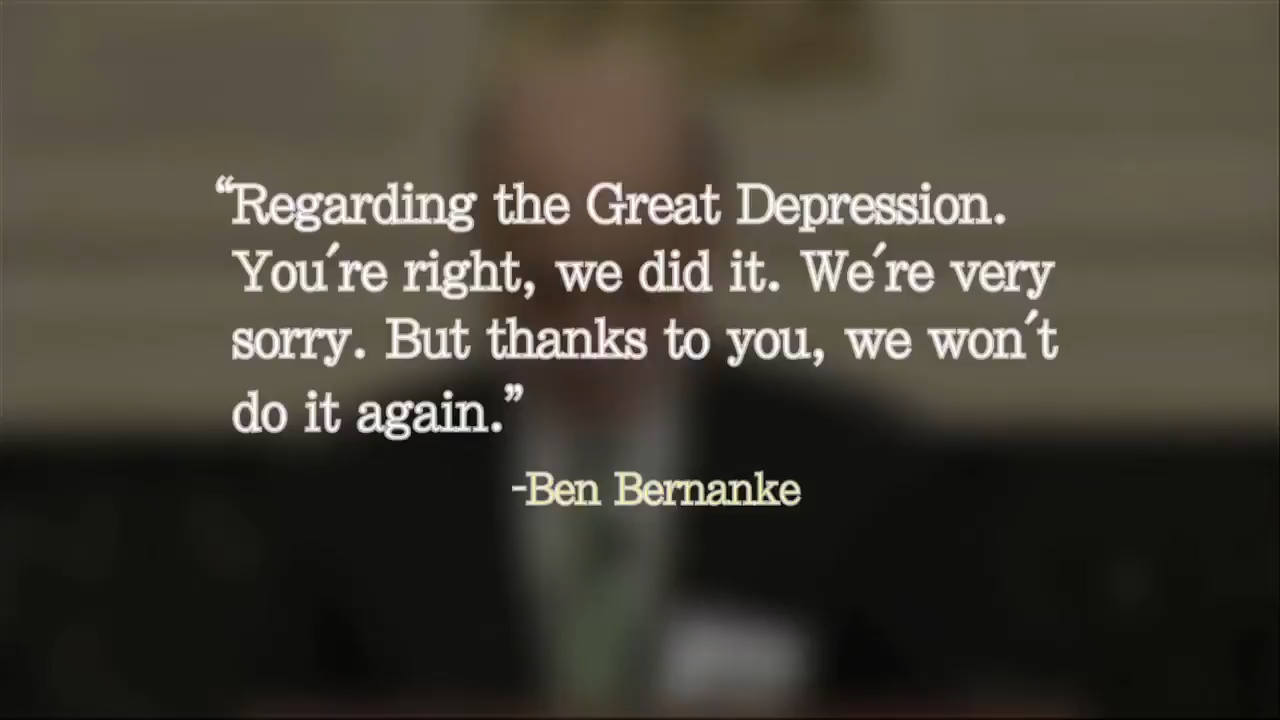 “Regarding the Great Depression.
You're right, we did it. We're very
sorry. But thanks to you, we won't
do it again.”
-Ben Bernanke